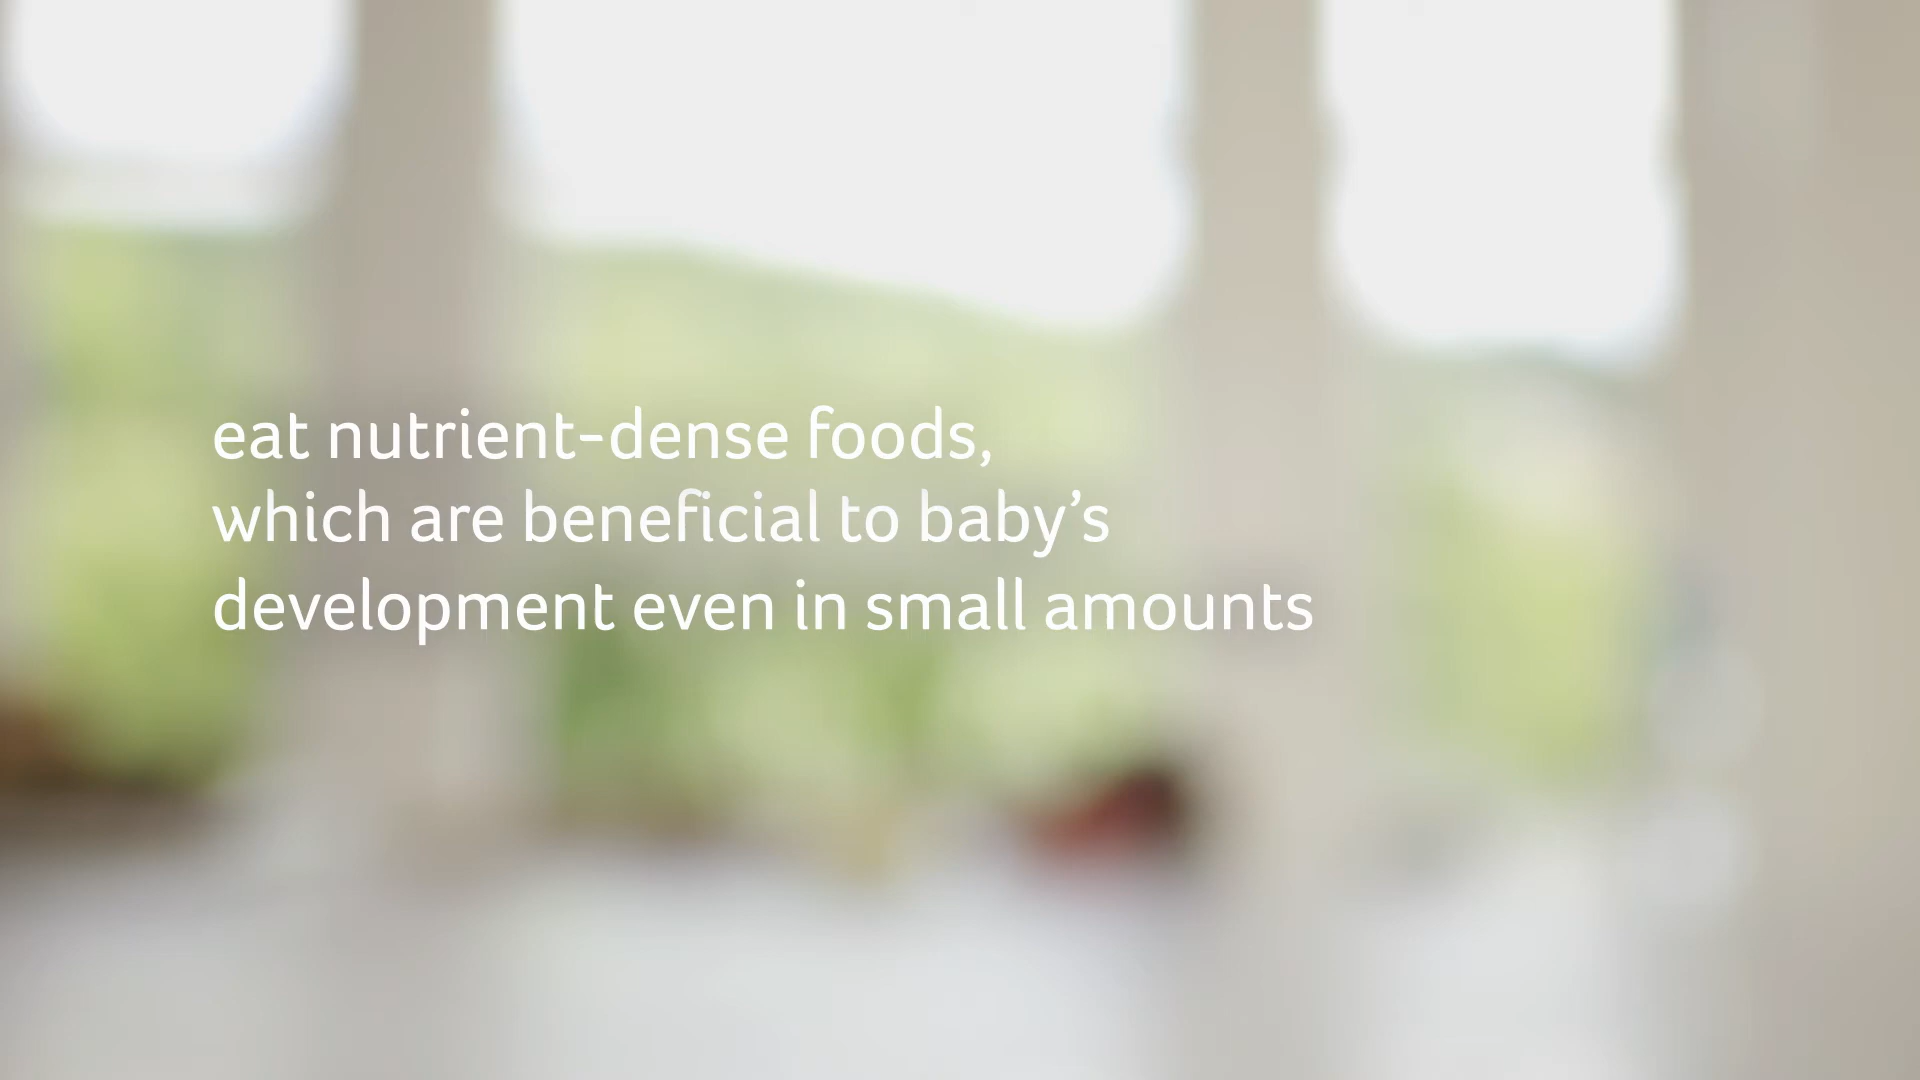 eat nutrient-dense foods,
which are beneficial to baby’s
development even in small amounts